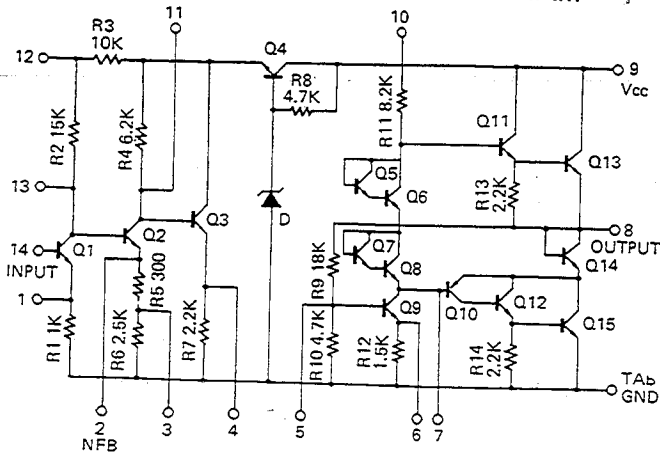 11
10
R3
10K
Q4
12
9
Vcc
R8
4.7K
R2 15K
R4 6.2K
R11 8.2K
Q11
Q13
Q5
Q6
R13
2.2K
13
Q3
D
8
OUTPUT
Q7
Q14
14
INPUT
Q1
Q2
R9 18K
Q8
R5 300
Q10
Q12
1
Q9
Q15
R1 1K
R6 2.5K
R7 2.2K
R10 4.7K
R12
1.5K
R14
2.2K
TAb
GND
2
NFB
3
4
5
6
7